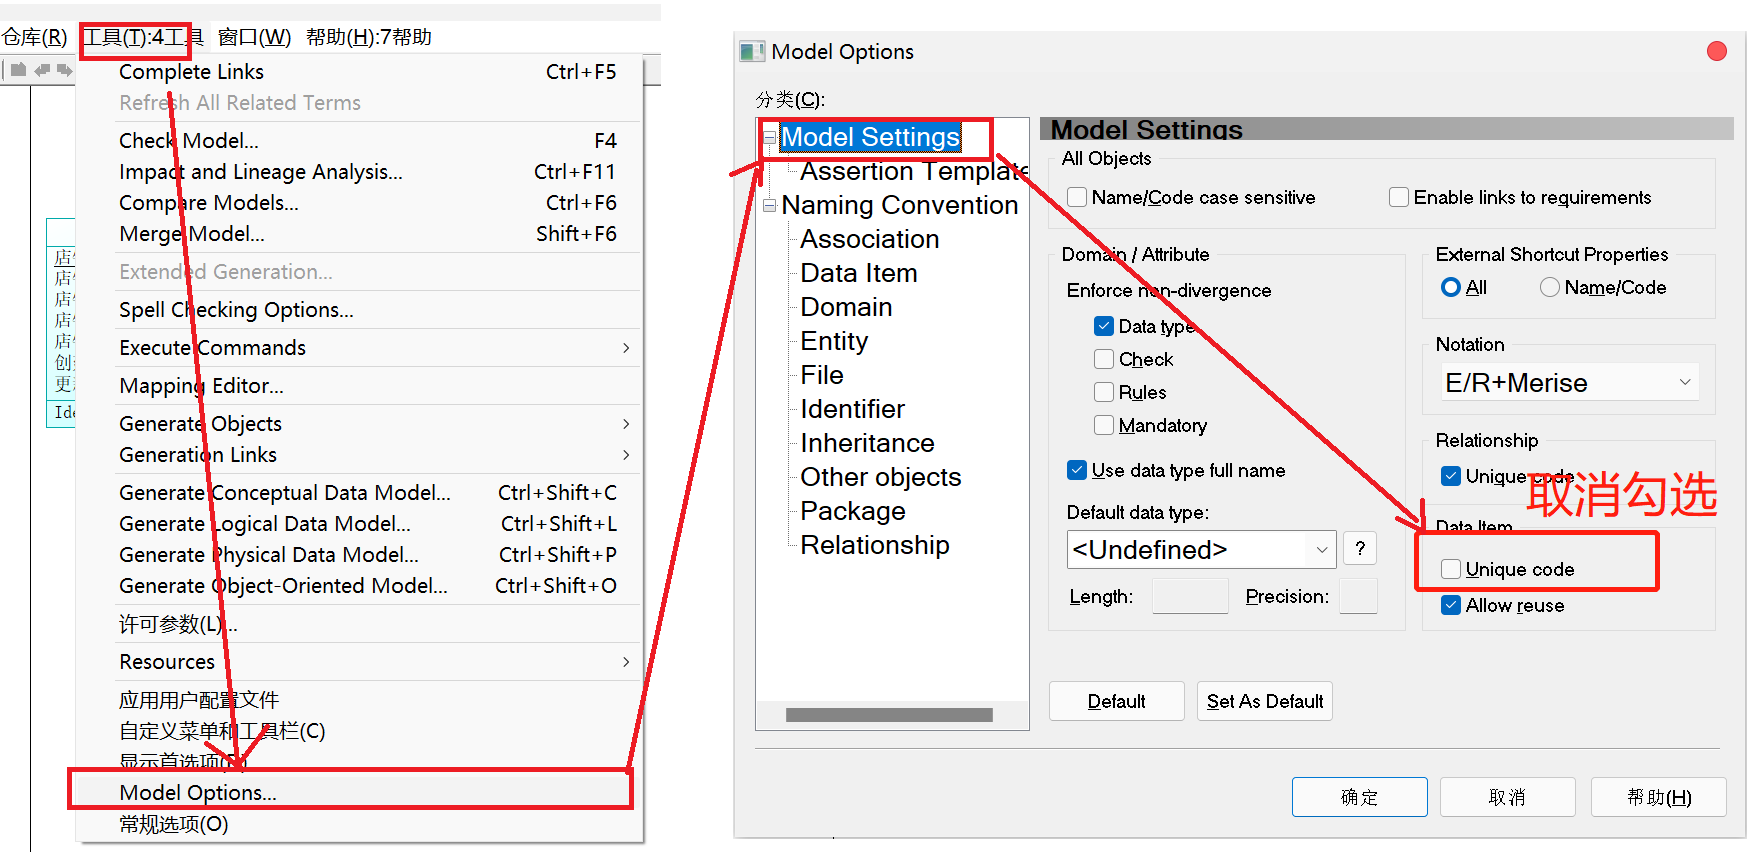 仓库(R) 工具(T):4工具 窗口(W) 帮助(H):7帮助
Complete Links Ctrl+F5
Refresh All Related Terms
Check Model... F4
Impact and Lineage Analysis... Ctrl+F11
Compare Models... Ctrl+F6
Merge Model... Shift+F6
Extended Generation...
Spell Checking Options...
Execute Commands
Mapping Editor...
Generate Objects
Generation Links
Generate Conceptual Data Model... Ctrl+Shift+C
Generate Logical Data Model... Ctrl+Shift+L
Generate Physical Data Model... Ctrl+Shift+P
Generate Object-Oriented Model... Ctrl+Shift+O
许可参数(L)...
Resources
应用用户配置文件
自定义菜单和工具栏(C)
显示首选项
Model Options...
常规选项(O)
店
店
店
店
店
创
更
Ide
Model Options
分类(C):
Model Settings
Assertion Template
Naming Convention
Association
Data Item
Domain
Entity
File
Identifier
Inheritance
Other objects
Package
Relationship
Model Settings
All Objects
Name/Code case sensitive
Enable links to requirements
Domain / Attribute
Enforce non-divergence
Data type
Check
Rules
Mandatory
Use data type full name
Default data type:
<Undefined> ?
Length: Precision:
External Shortcut Properties
All Name/Code
Notation
E/R+Merise
Relationship
Unique code
取消勾选
Data Item
Unique code
Allow reuse
Default Set As Default
确定 取消 帮助(H)